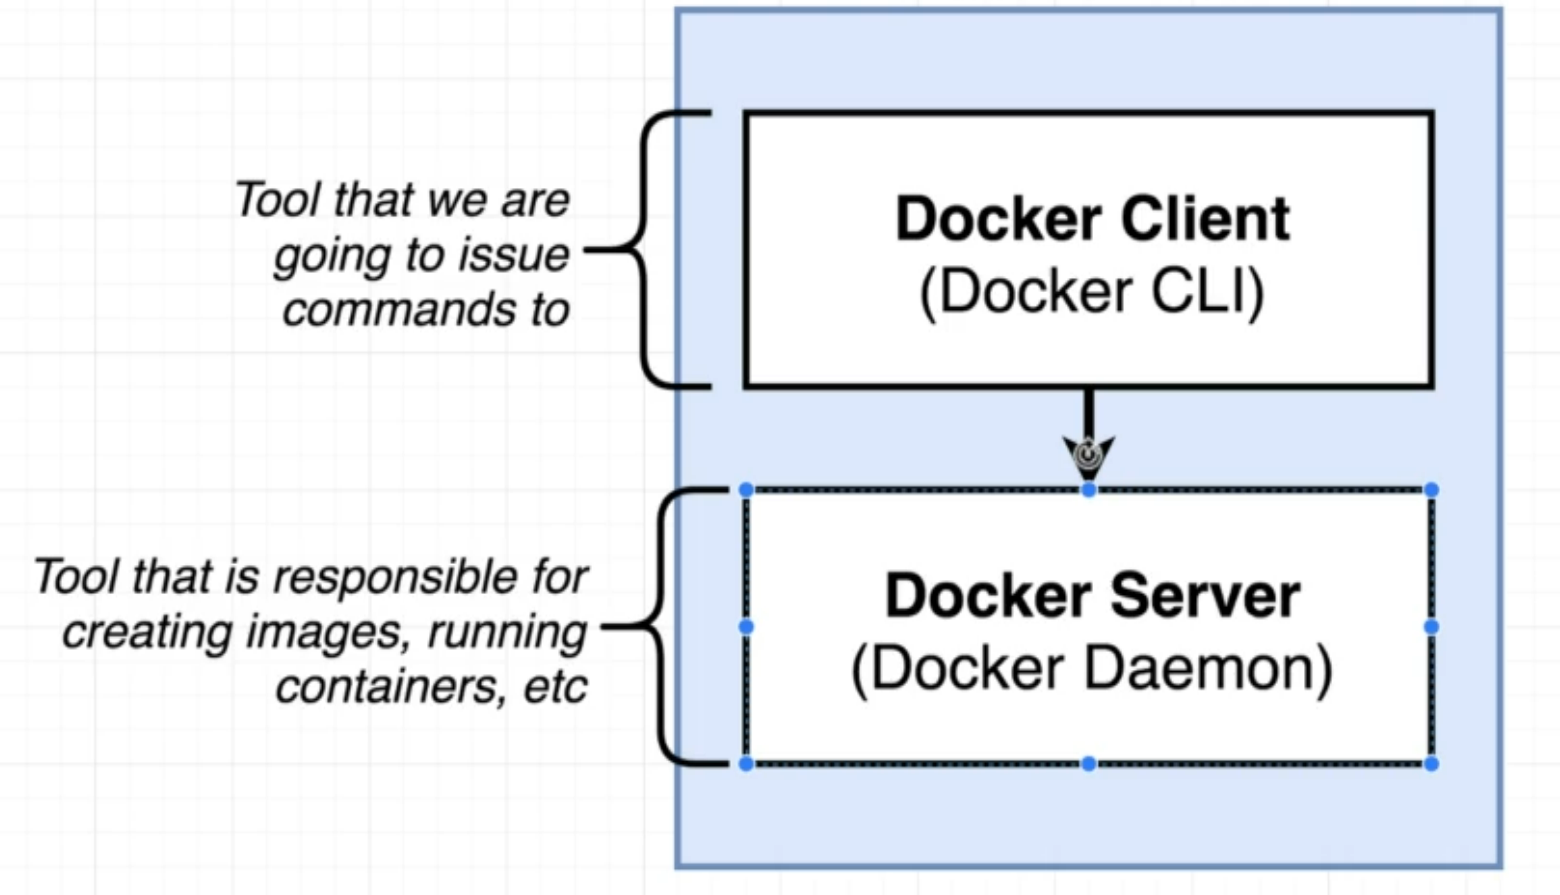 Tool that we are
going to issue
commands to
Docker Client
(Docker CLI)
Tool that is responsible for
creating images, running
containers, etc
Docker Server
(Docker Daemon)